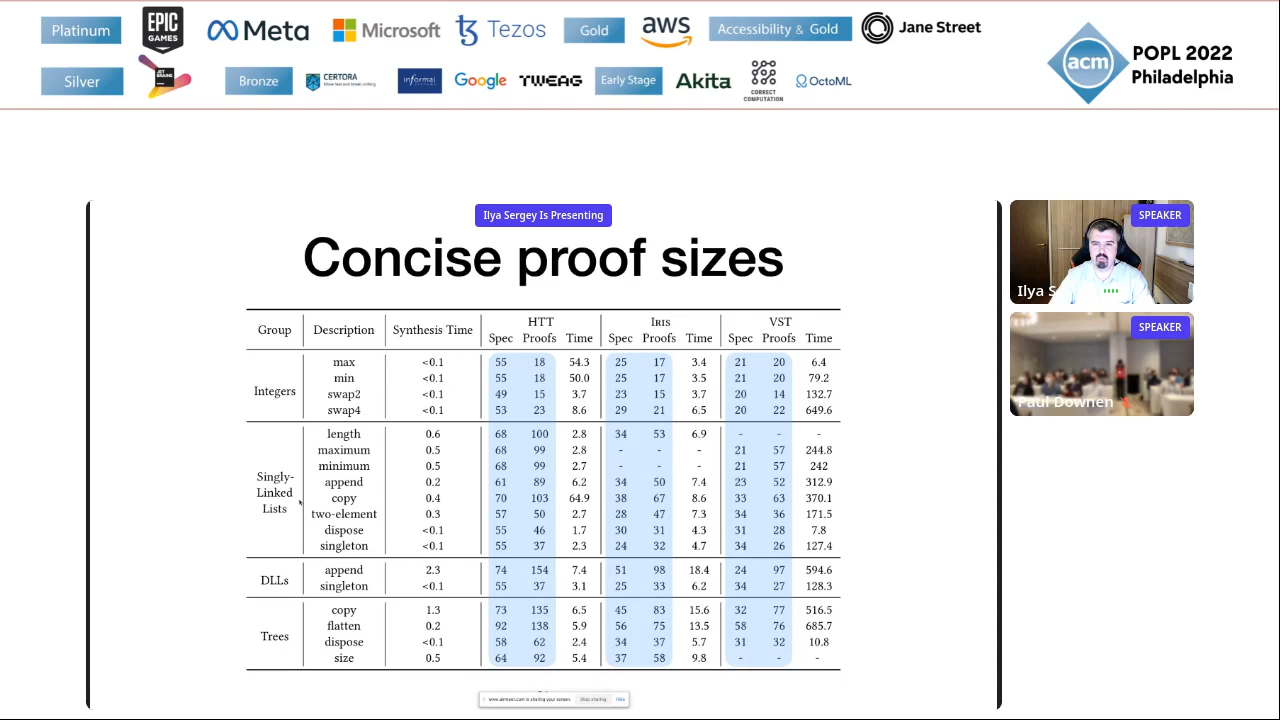 Platinum
EPIC GAMES
Meta
Microsoft
Tezos
Gold
aws
Accessibility & Gold
Jane Street
Silver
JET BRAINS
Bronze
CERTORA
informal
Google
TWEAG
Early Stage
Akita
CORRECT COMPUTATION
OctoML
acm
POPL 2022
Philadelphia
Ilya Sergey Is Presenting
SPEAKER
Ilya S
SPEAKER
Paul Downen
Concise proof sizes
Group Description Synthesis Time HTT IRIS VST
Spec Proofs Time Spec Proofs Time Spec Proofs Time
Integers
max <0.1 55 18 54.3 25 17 3.4 21 20 6.4
min <0.1 55 18 50.0 25 17 3.5 21 20 79.2
swap2 <0.1 49 15 3.7 23 15 3.7 20 14 132.7
swap4 <0.1 53 23 8.6 29 21 6.5 20 22 649.6
Singly-Linked Lists
length 0.6 68 100 2.8 34 53 6.9 - - -
maximum 0.5 68 99 2.8 - - - 21 57 244.8
minimum 0.5 68 99 2.7 - - - 21 57 242
append 0.2 61 89 6.2 34 50 7.4 23 52 312.9
copy 0.4 70 103 64.9 38 67 8.6 33 63 370.1
two-element 0.3 57 50 2.7 28 47 7.3 34 36 171.5
dispose <0.1 55 46 1.7 30 31 4.3 31 28 7.8
singleton <0.1 55 37 2.3 24 32 4.7 34 26 127.4
DLLs
append 2.3 74 154 7.4 51 98 18.4 24 97 594.6
singleton <0.1 55 37 3.1 25 33 6.2 34 27 128.3
Trees
copy 1.3 73 135 6.5 45 83 15.6 32 77 516.5
flatten 0.2 92 138 5.9 56 75 13.5 58 76 685.7
dispose <0.1 58 62 2.4 34 37 5.7 31 32 10.8
size 0.5 64 92 5.4 37 58 9.8 - - -
www.airmeet.com is sharing your screen. Stop sharing Hide